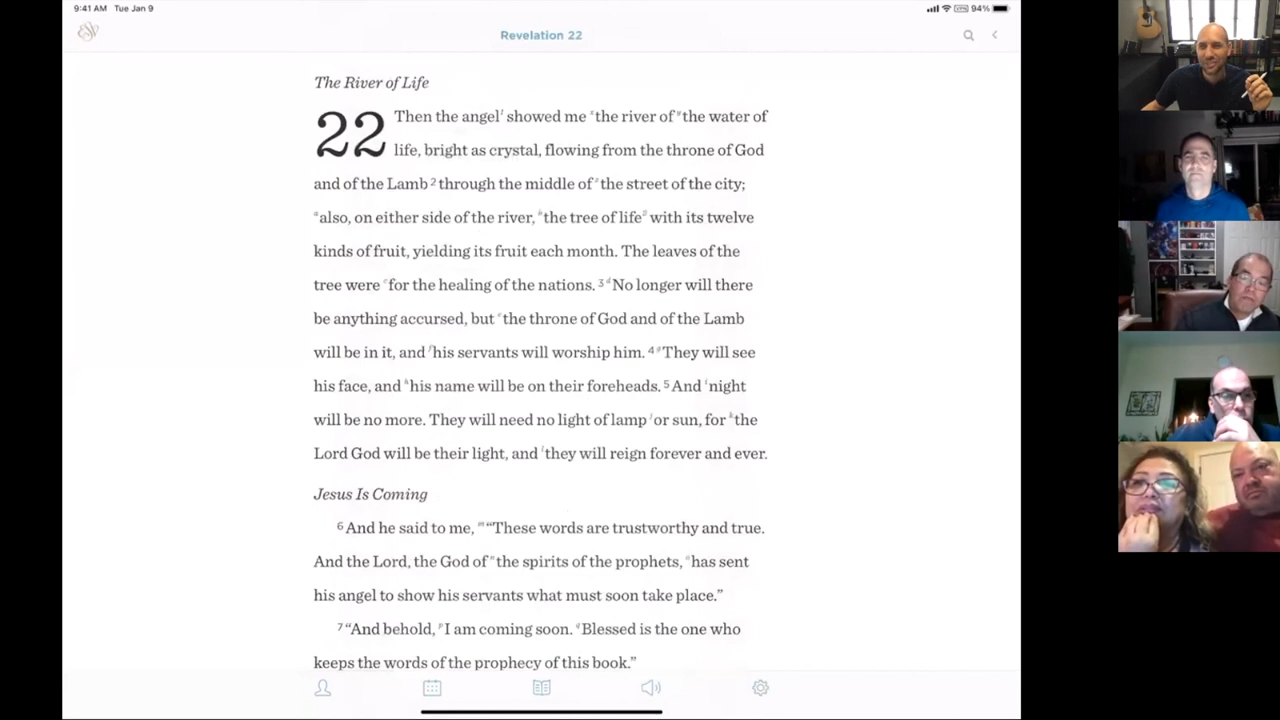 9:41 AM Tue Jan 9
VPN 94%
Revelation 22
The River of Life
22 Then the angel showed me the river of the water of
life, bright as crystal, flowing from the throne of God
and of the Lamb 2 through the middle of the street of the city;
also, on either side of the river, the tree of life with its twelve
kinds of fruit, yielding its fruit each month. The leaves of the
tree were for the healing of the nations. 3 No longer will there
be anything accursed, but the throne of God and of the Lamb
will be in it, and his servants will worship him. 4 They will see
his face, and his name will be on their foreheads. 5 And night
will be no more. They will need no light of lamp or sun, for the
Lord God will be their light, and they will reign forever and ever.
Jesus Is Coming
6 And he said to me, “These words are trustworthy and true.
And the Lord, the God of the spirits of the prophets, has sent
his angel to show his servants what must soon take place.”
7 “And behold, I am coming soon. Blessed is the one who
keeps the words of the prophecy of this book.”